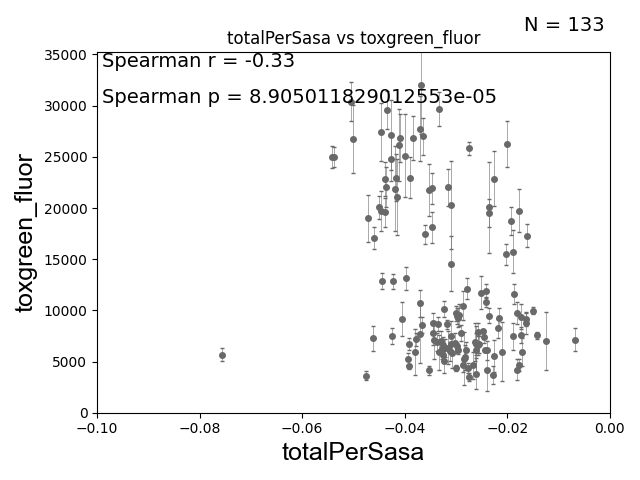 N = 133
totalPerSasa vs toxgreen_fluor
Spearman r = -0.33
Spearman p = 8.905011829012553e-05
35000
30000
25000
20000
15000
10000
5000
0
toxgreen_fluor
−0.10
−0.08
−0.06
−0.04
−0.02
0.00
totalPerSasa